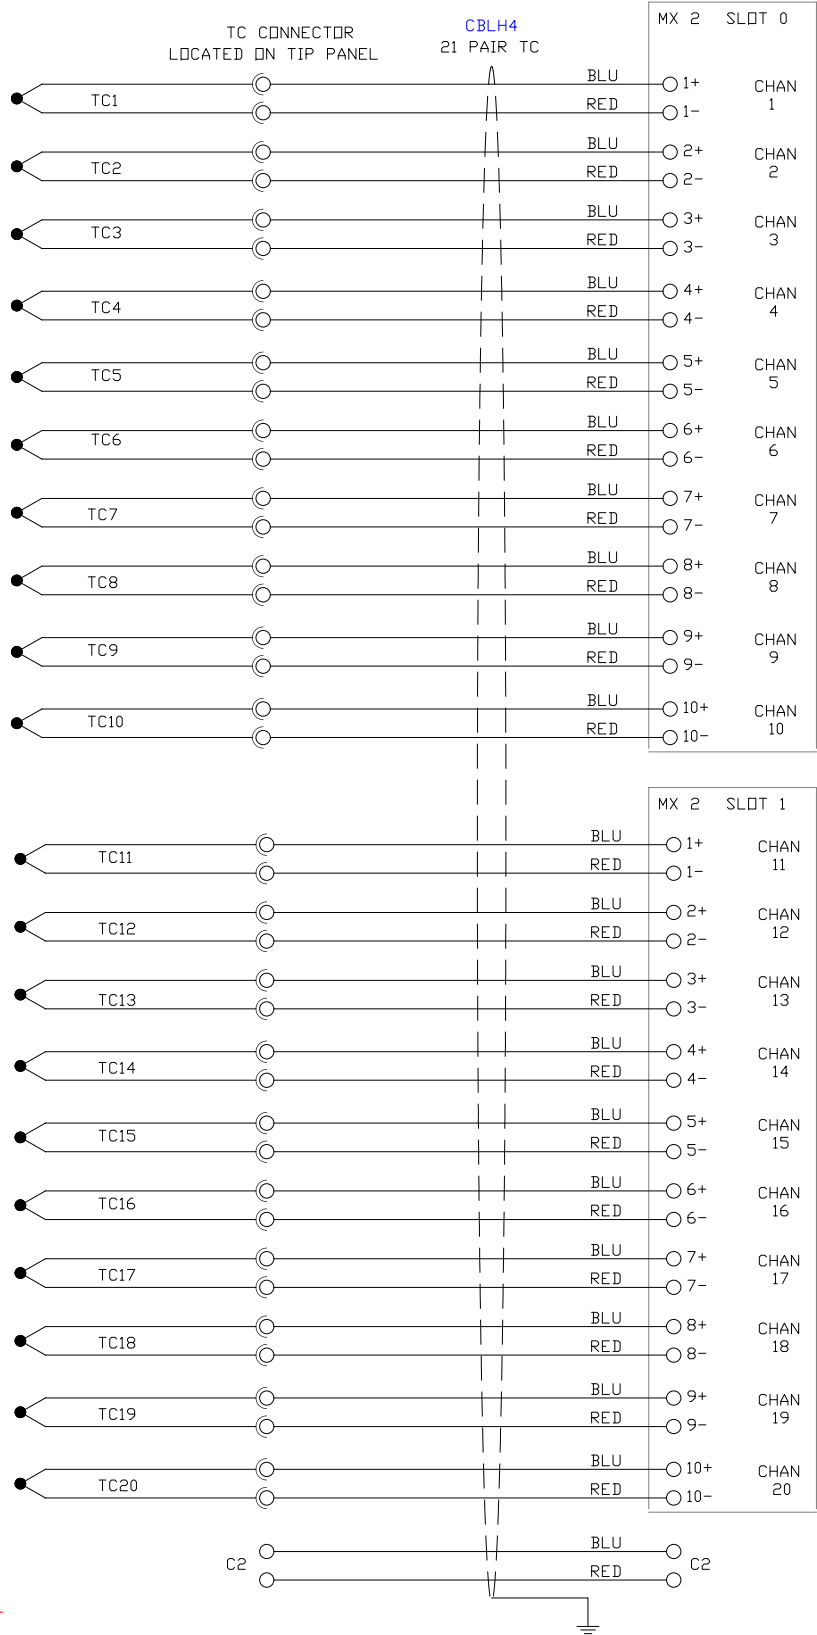 TC CONNECTOR
LOCATED ON TIP PANEL
CBLH4
21 PAIR TC
MX 2 SLOT 0
TC1
BLU
1+
RED
1-
CHAN
1
TC2
BLU
2+
RED
2-
CHAN
2
TC3
BLU
3+
RED
3-
CHAN
3
TC4
BLU
4+
RED
4-
CHAN
4
TC5
BLU
5+
RED
5-
CHAN
5
TC6
BLU
6+
RED
6-
CHAN
6
TC7
BLU
7+
RED
7-
CHAN
7
TC8
BLU
8+
RED
8-
CHAN
8
TC9
BLU
9+
RED
9-
CHAN
9
TC10
BLU
10+
RED
10-
CHAN
10
MX 2 SLOT 1
TC11
BLU
1+
RED
1-
CHAN
11
TC12
BLU
2+
RED
2-
CHAN
12
TC13
BLU
3+
RED
3-
CHAN
13
TC14
BLU
4+
RED
4-
CHAN
14
TC15
BLU
5+
RED
5-
CHAN
15
TC16
BLU
6+
RED
6-
CHAN
16
TC17
BLU
7+
RED
7-
CHAN
17
TC18
BLU
8+
RED
8-
CHAN
18
TC19
BLU
9+
RED
9-
CHAN
19
TC20
BLU
10+
RED
10-
CHAN
20
C2
BLU
RED
C2